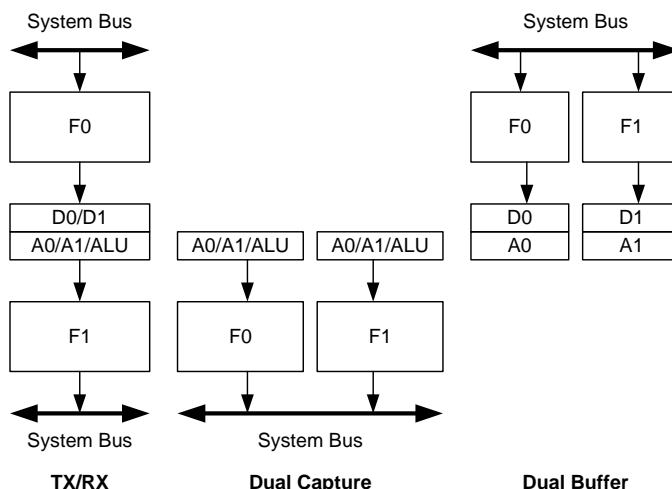 System Bus
F0
D0/D1
A0/A1/ALU
F1
System Bus
TX/RX
A0/A1/ALU
A0/A1/ALU
F0
F1
System Bus
Dual Capture
System Bus
F0
F1
D0
D1
A0
A1
Dual Buffer